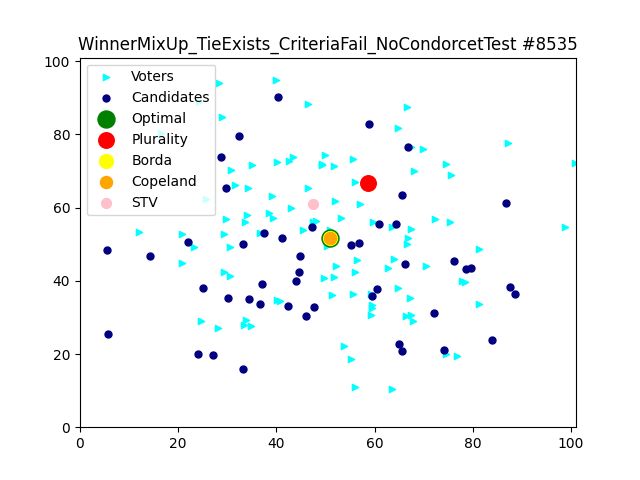 WinnerMixUp_TieExists_CriteriaFail_NoCondorcetTest #8535
100
80
60
40
20
0
0 20 40 60 80 100
Voters
Candidates
Optimal
Plurality
Borda
Copeland
STV